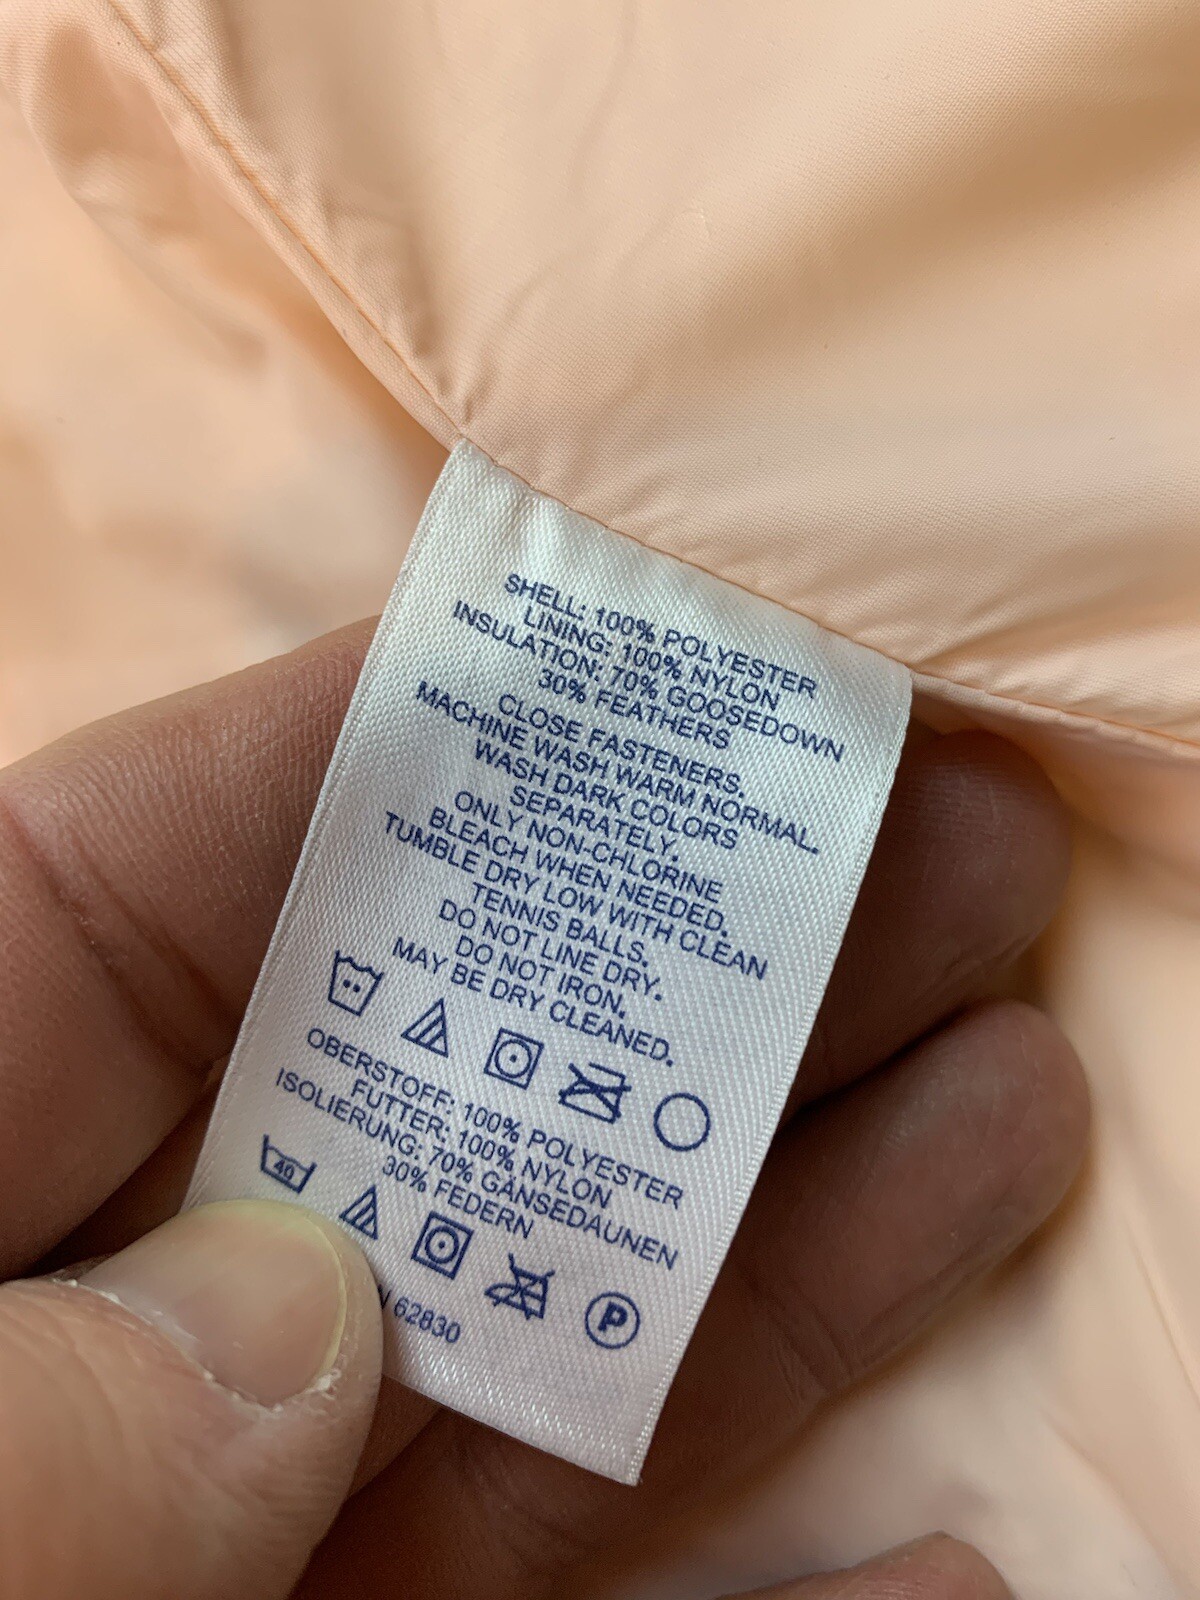 SHELL: 100% POLYESTER
LINING: 100% NYLON
INSULATION: 70% GOOSEDOWN
30% FEATHERS
CLOSE FASTENERS.
MACHINE WASH WARM NORMAL.
WASH DARK COLORS
SEPARATELY.
ONLY NON-CHLORINE
BLEACH WHEN NEEDED.
TUMBLE DRY LOW WITH CLEAN
TENNIS BALLS.
DO NOT LINE DRY.
DO NOT IRON.
MAY BE DRY CLEANED.
OBERSTOFF: 100% POLYESTER
FUTTER: 100% NYLON
ISOLIERUNG: 70% GÄNSEDAUNEN
30% FEDERN
40
P
62830